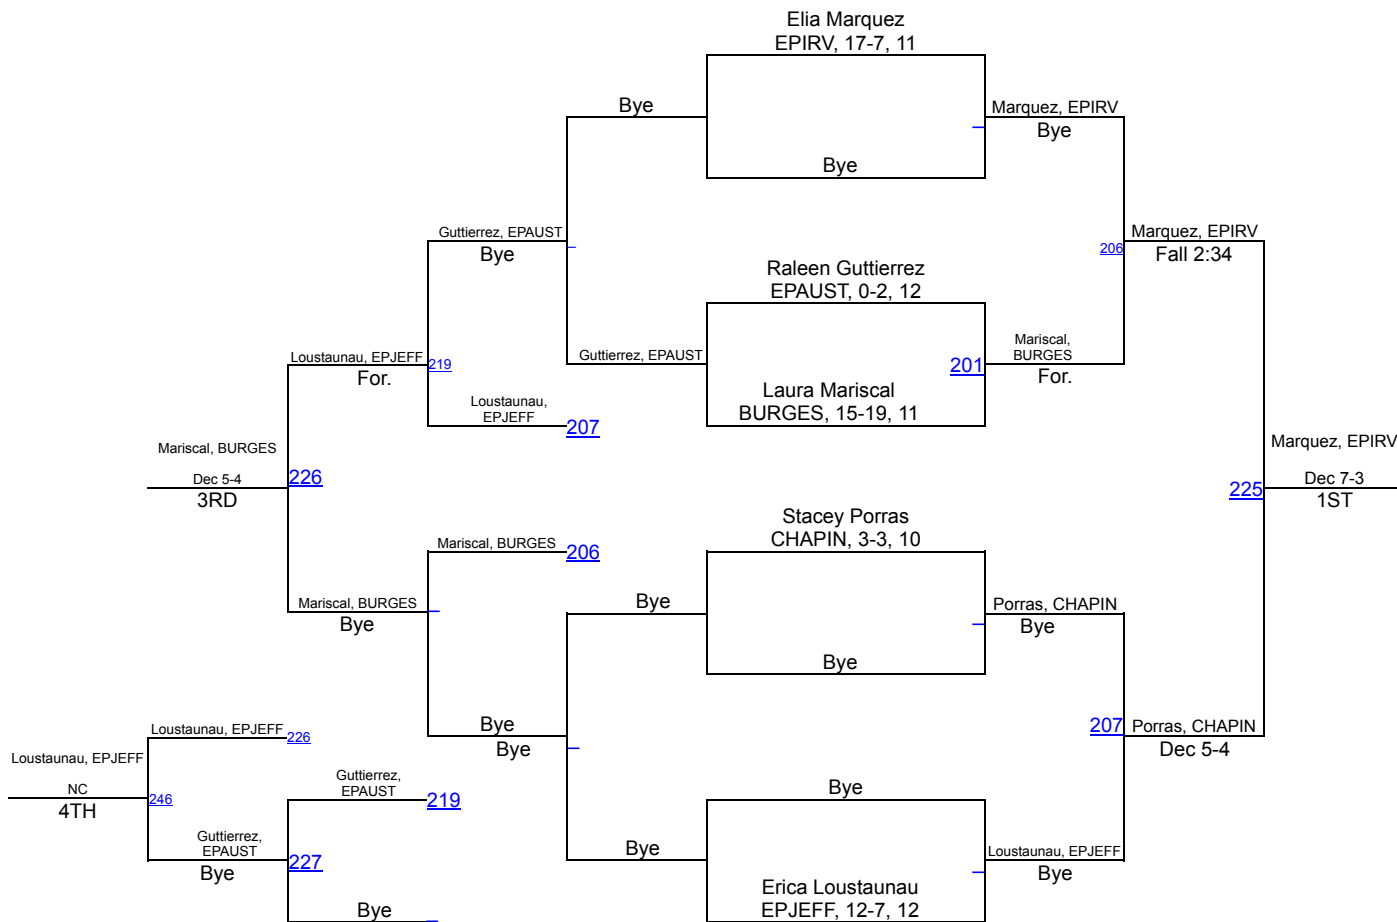 Elia Marquez
EPIRV, 17-7, 11
Bye
Marquez, EPIRV
Bye
Bye
Guttierrez, EPAUST
Bye
Marquez, EPIRV
206
Fall 2:34
Raleen Guttierrez
EPAUST, 0-2, 12
Loustaunau, EPJEFF
219
For.
Guttierrez, EPAUST
201
Mariscal,
BURGES
For.
Laura Mariscal
BURGES, 15-19, 11
Loustaunau,
EPJEFF
207
Mariscal, BURGES
Dec 5-4
226
3RD
Marquez, EPIRV
Dec 7-3
225
1ST
Stacey Porras
CHAPIN, 3-3, 10
Mariscal, BURGES
206
Mariscal, BURGES
Bye
Bye
Porras, CHAPIN
Bye
Bye
Bye
Bye
207
Porras, CHAPIN
Dec 5-4
Loustaunau, EPJEFF
226
Loustaunau, EPJEFF
NC
246
4TH
Guttierrez,
EPAUST
219
Bye
Guttierrez,
EPAUST
227
Bye
Bye
Loustaunau, EPJEFF
Bye
Erica Loustaunau
EPJEFF, 12-7, 12
Bye